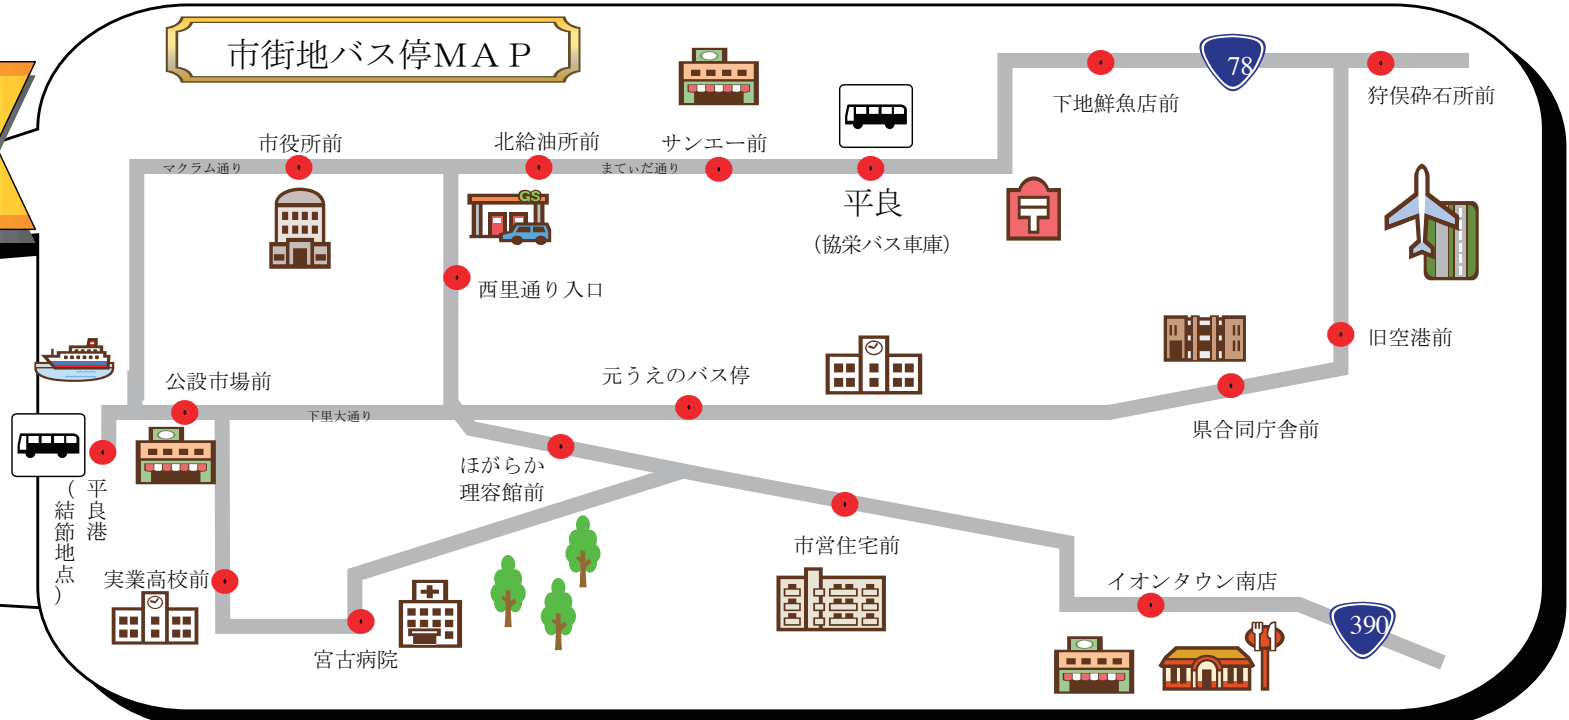 市街地バス停MAP
78
下地鮮魚店前
狩俣砕石所前
市役所前
北給油所前
サンエー前
マクラム通り
まてぃだ通り
平良
（協栄バス車庫）
GS
西里通り入口
旧空港前
公設市場前
元うえのバス停
下里大通り
県合同庁舎前
ほがらか
理容館前
平良港
（結節地点）
市営住宅前
実業高校前
イオンタウン南店
390
宮古病院